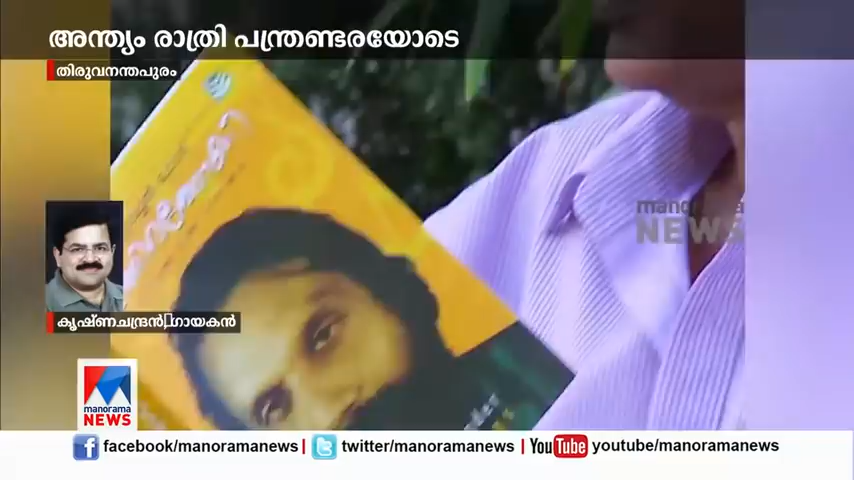 അന്ത്യം രാത്രി പന്ത്രണ്ടരയോടെ
തിരുവനന്തപുരം
manorama
NEWS
കൃഷ്ണചന്ദ്രൻ, ഗായകൻ
manorama
NEWS
facebook/manoramanews
twitter/manoramanews
YouTube youtube/manoramanews